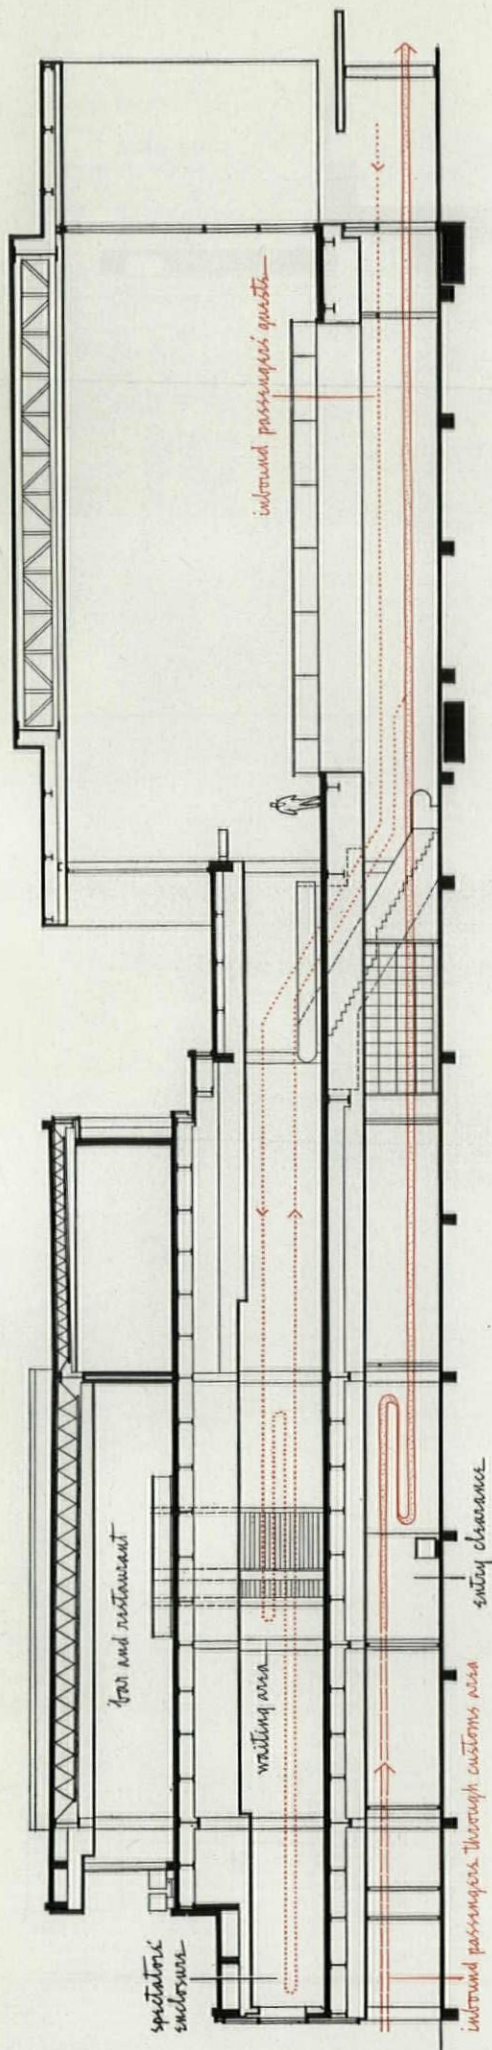 inbound passengers' guests
bar and restaurant
waiting area
spectators'
enclosure
entry clearance
inbound passengers through customs area